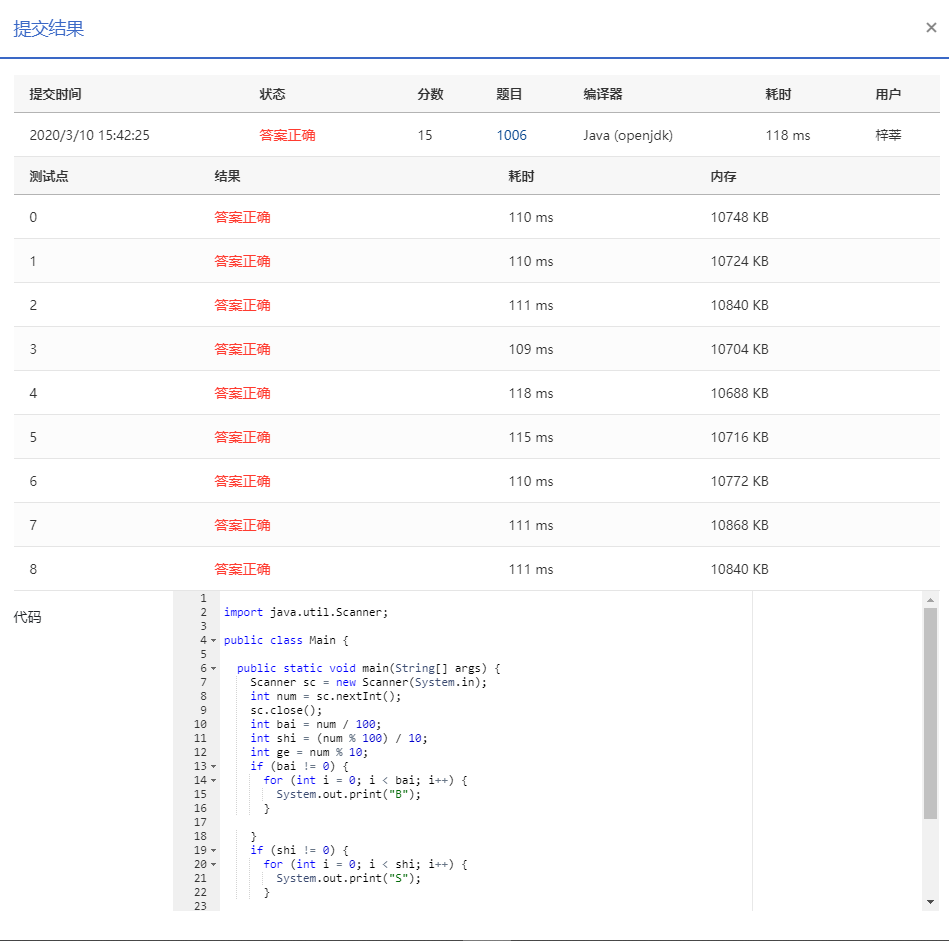 提交结果 ×
提交时间 状态 分数 题目 编译器 耗时 用户
2020/3/10 15:42:25 答案正确 15 1006 Java (openjdk) 118 ms 梓莘
测试点 结果 耗时 内存
0 答案正确 110 ms 10748 KB
1 答案正确 110 ms 10724 KB
2 答案正确 111 ms 10840 KB
3 答案正确 109 ms 10704 KB
4 答案正确 118 ms 10688 KB
5 答案正确 115 ms 10716 KB
6 答案正确 110 ms 10772 KB
7 答案正确 111 ms 10868 KB
8 答案正确 111 ms 10840 KB
代码
1
2 import java.util.Scanner;
3
4 public class Main {
5
6 public static void main(String[] args) {
7 Scanner sc = new Scanner(System.in);
8 int num = sc.nextInt();
9 sc.close();
10 int bai = num / 100;
11 int shi = (num % 100) / 10;
12 int ge = num % 10;
13 if (bai != 0) {
14 for (int i = 0; i < bai; i++) {
15 System.out.print("B");
16 }
17
18 }
19 if (shi != 0) {
20 for (int i = 0; i < shi; i++) {
21 System.out.print("S");
22 }
23